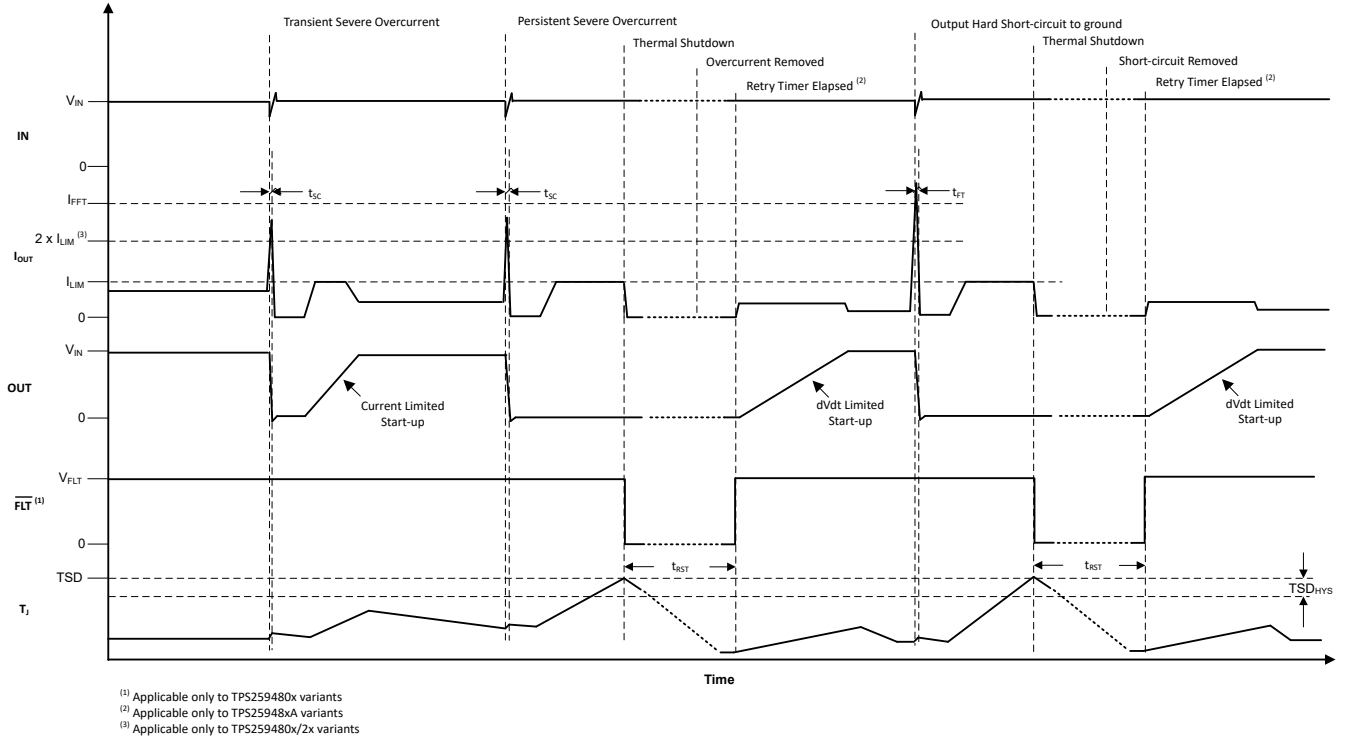 Transient Severe Overcurrent
Persistent Severe Overcurrent
Output Hard Short-circuit to ground
Thermal Shutdown
Thermal Shutdown
Overcurrent Removed
Short-circuit Removed
Retry Timer Elapsed (2)
Retry Timer Elapsed (2)
VIN
IN
0
tSC
tSC
tFT
IFFT
2 x ILIM (3)
IOUT
ILIM
0
VIN
OUT
Current Limited
Start-up
dVdt Limited
Start-up
dVdt Limited
Start-up
0
VFLT
FLT (1)
0
TSD
tRST
tRST
TSDHYS
TJ
Time
(1) Applicable only to TPS259480x variants
(2) Applicable only to TPS25948xA variants
(3) Applicable only to TPS259480x/2x variants